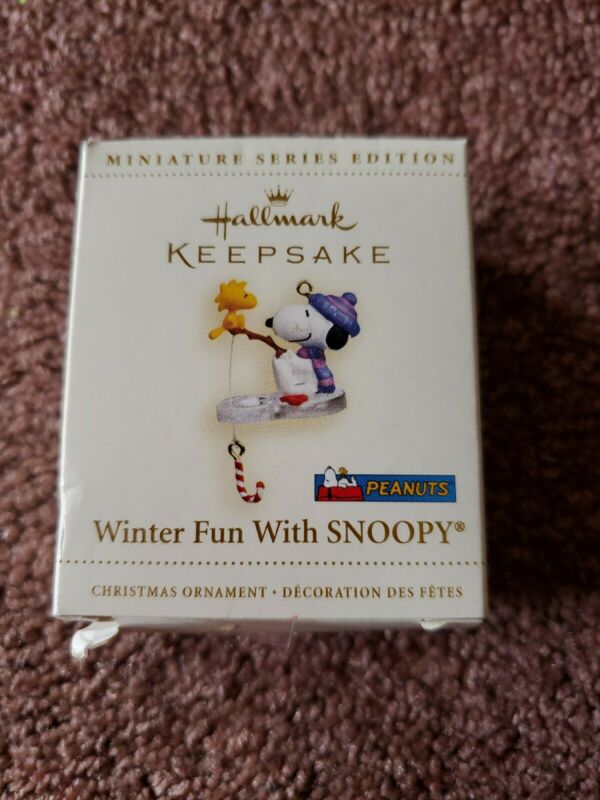 MINIATURE SERIES EDITION
Hallmark
KEEPSAKE
PEANUTS
Winter Fun With SNOOPY®
CHRISTMAS ORNAMENT • DÉCORATION DES FÊTES